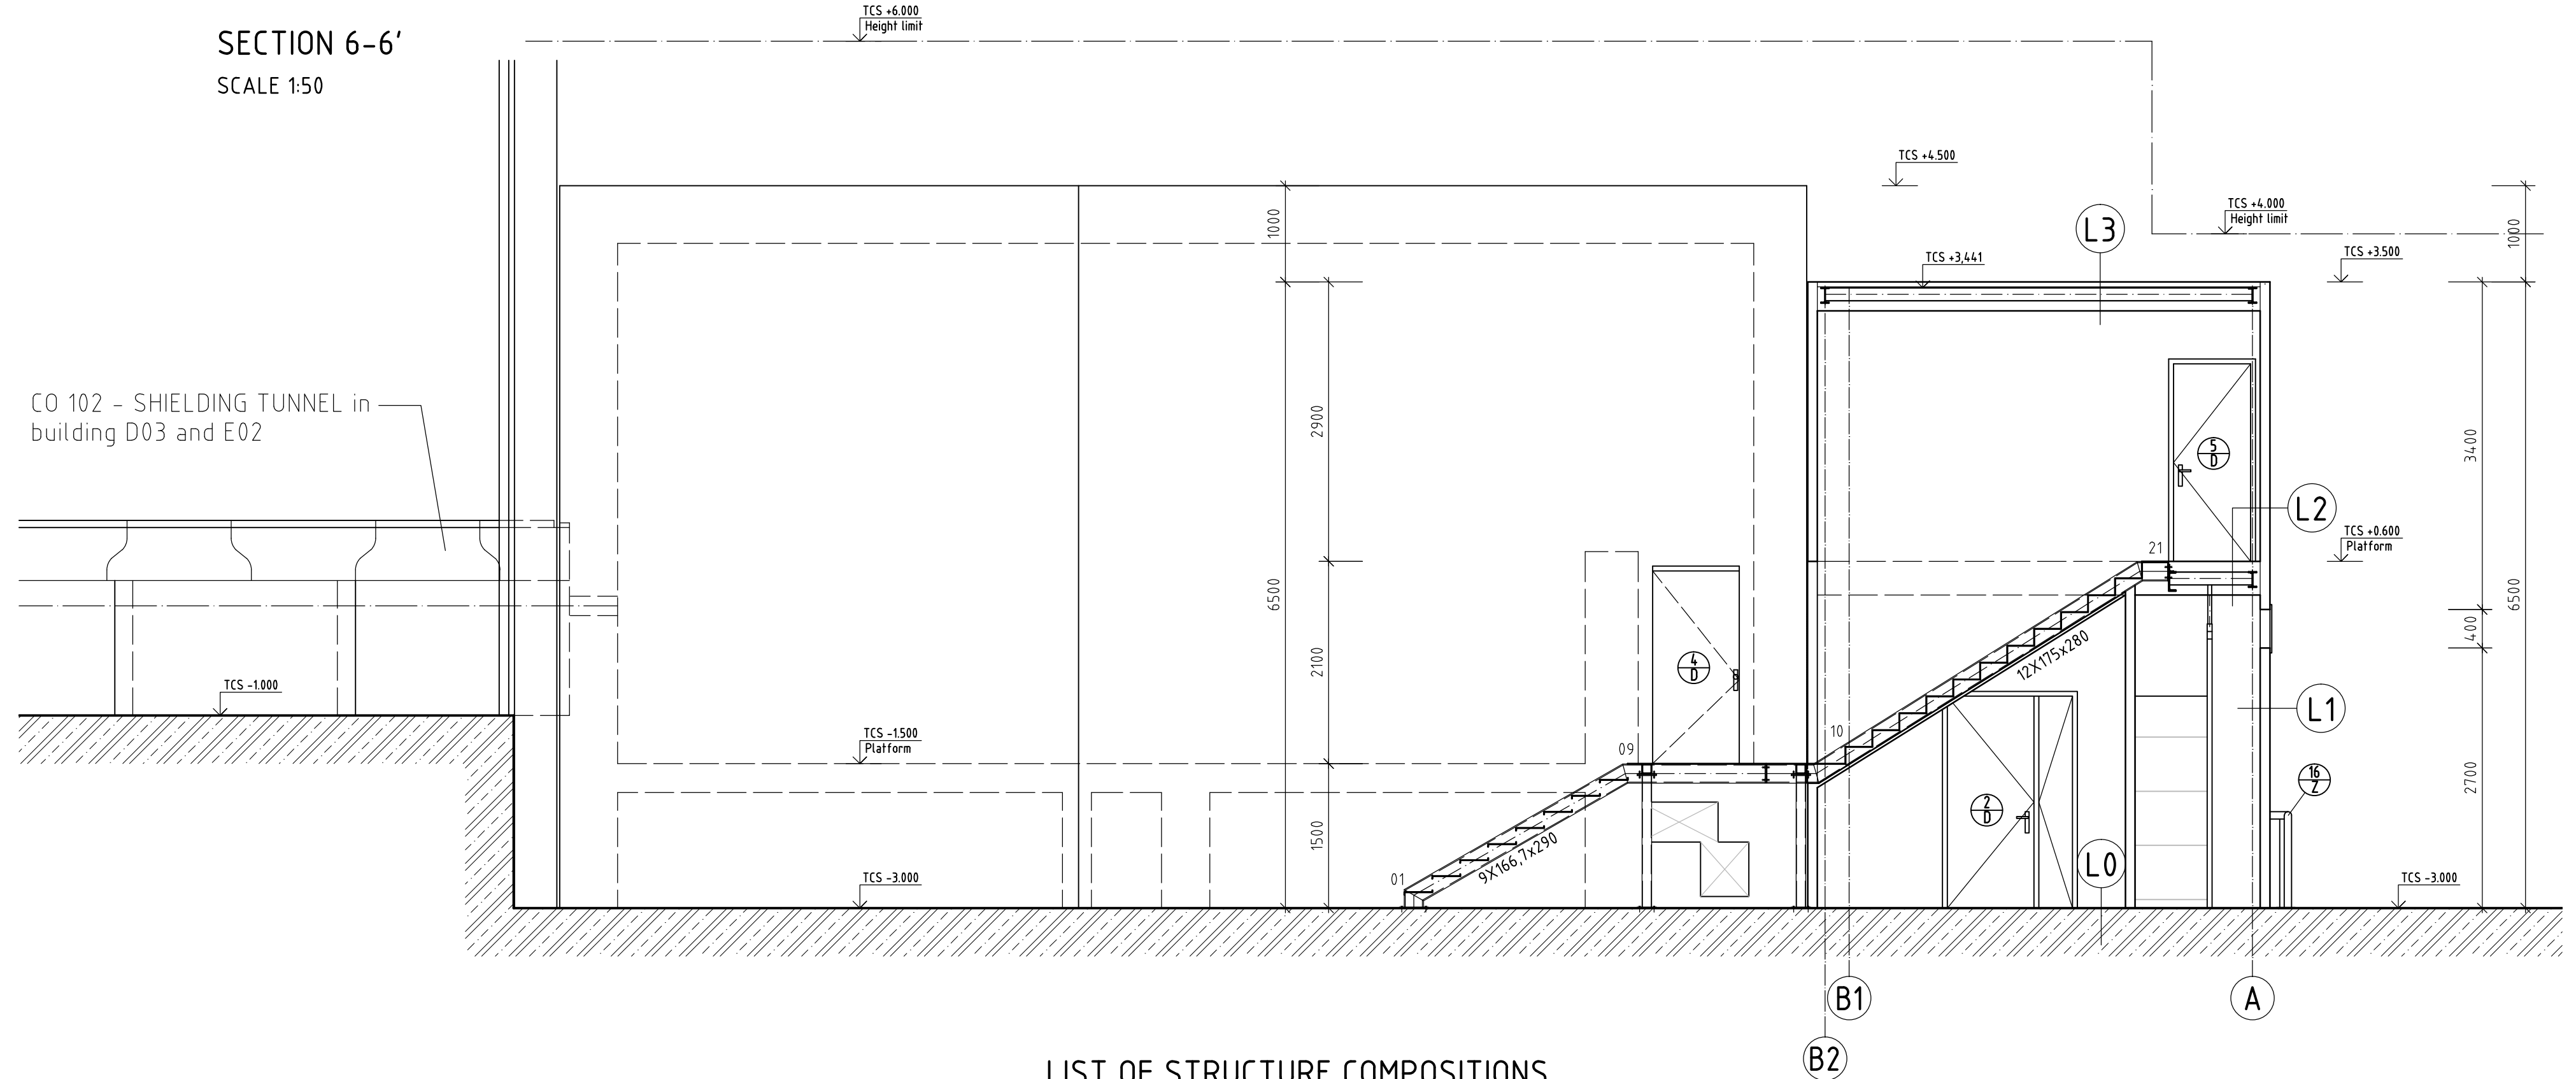 SECTION 6-6'
SCALE 1:50
TCS +6.000
Height limit
TCS +4.500
TCS +4.000
Height limit
L3
1000
1000
TCS +3,441
TCS +3.500
CO 102 - SHIELDING TUNNEL in
building D03 and E02
2900
3400
5
D
L2
TCS +0.600
Platform
21
6500
6500
400
12X175x280
2100
4
D
TCS -1.000
L1
TCS -1.500
Platform
09
10
16
Z
2700
2
D
1500
9X166,7x290
L0
01
TCS -3.000
TCS -3.000
B1
A
B2
LIST OF STRUCTURE COMPOSITIONS